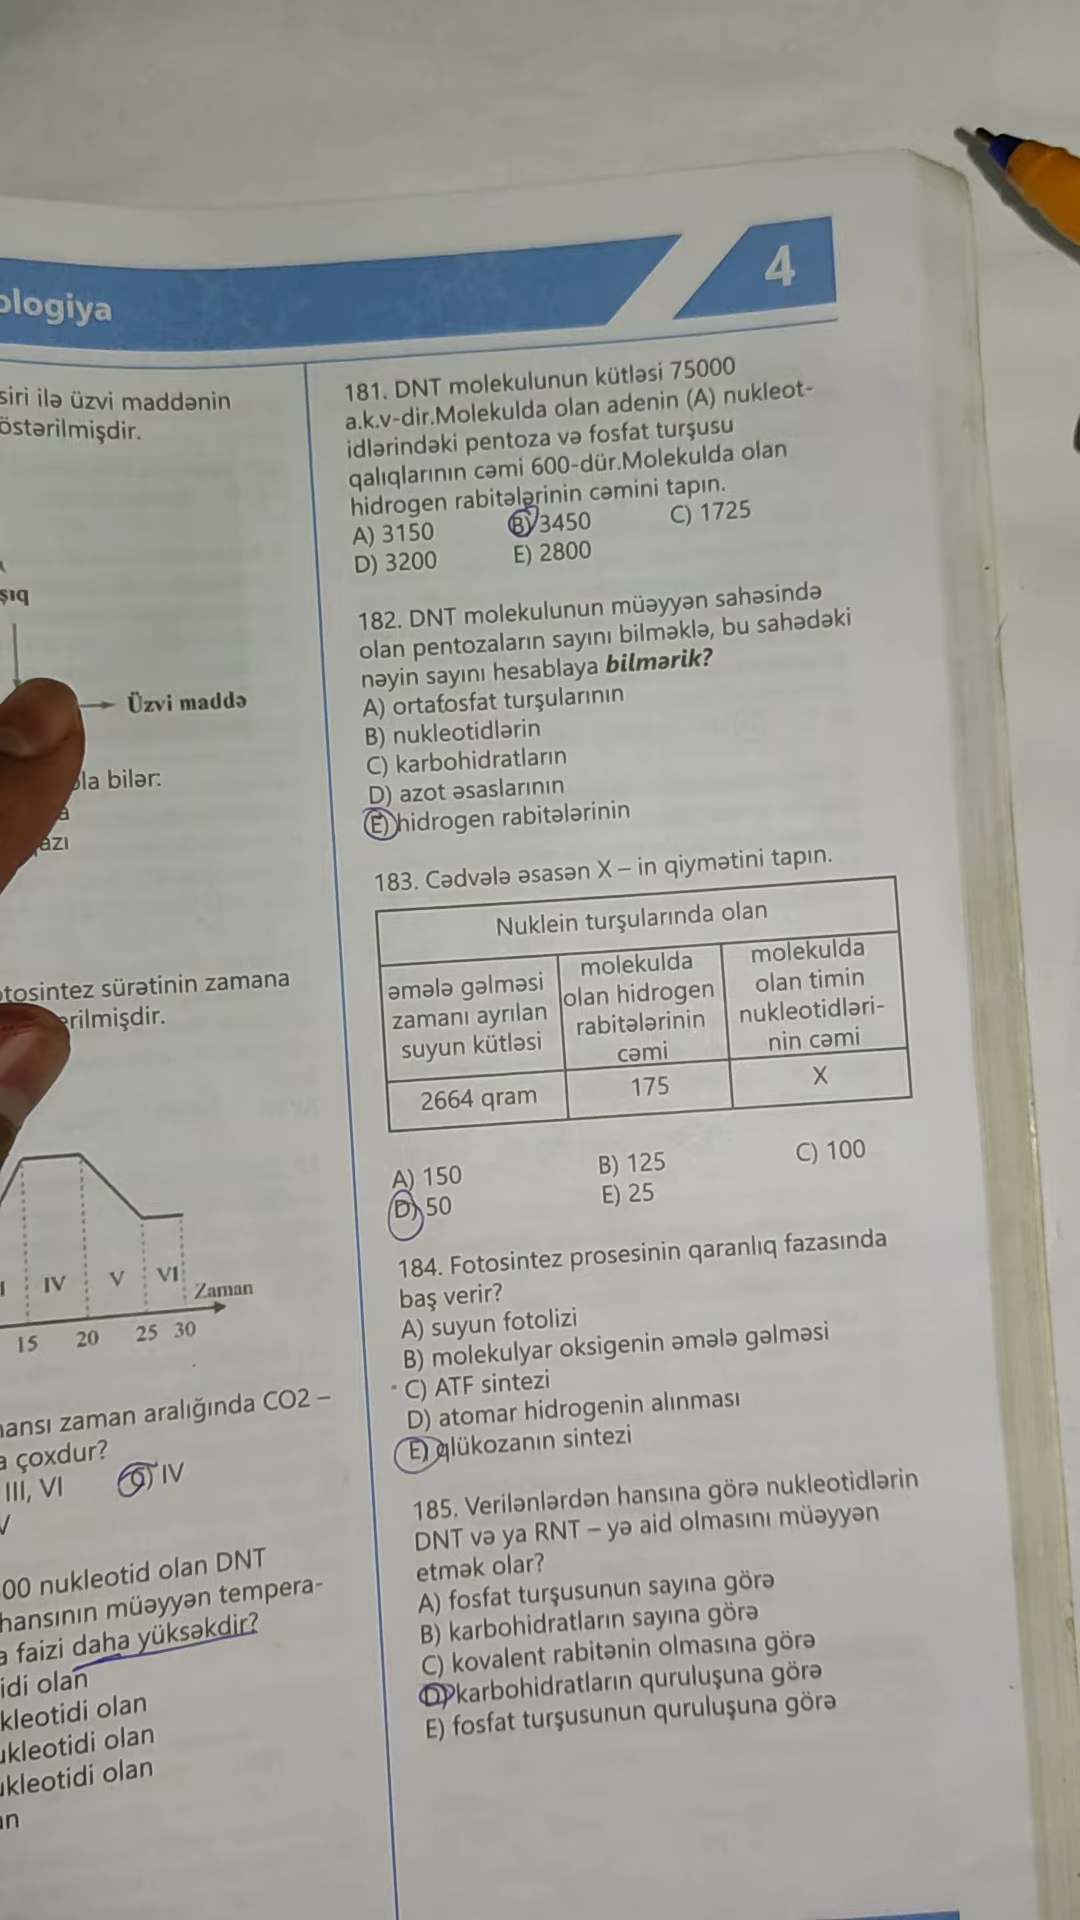 ologiya
4
siri ilə üzvi maddənin
östərilmişdir.
şıq
Üzvi maddə
la bilər:
a
azı
tosintez sürətinin zamana
rilmişdir.
IV
V
VI
Zaman
15
20
25
30
hansı zaman aralığında CO2 –
a çoxdur?
III, VI
C) IV
V
00 nukleotid olan DNT
hansının müəyyən tempera-
a faizi daha yüksəkdir?
idi olan
kleotidi olan
ukleotidi olan
ukleotidi olan
an
181. DNT molekulunun kütləsi 75000
a.k.v-dir.Molekulda olan adenin (A) nukleot-
idlərindəki pentoza və fosfat turşusu
qalıqlarının cəmi 600-dür.Molekulda olan
hidrogen rabitələrinin cəmini tapın.
A) 3150 B) 3450 C) 1725
D) 3200 E) 2800
182. DNT molekulunun müəyyən sahəsində
olan pentozaların sayını bilməklə, bu sahədəki
nəyin sayını hesablaya bilmərik?
A) ortafosfat turşularının
B) nukleotidlərin
C) karbohidratların
D) azot əsaslarının
E) hidrogen rabitələrinin
183. Cədvələ əsasən X – in qiymətini tapın.
Nuklein turşularında olan
əmələ gəlməsi
zamanı ayrılan
suyun kütləsi
molekulda
olan hidrogen
rabitələrinin
cəmi
molekulda
olan timin
nukleotidləri-
nin cəmi
2664 qram
175
X
A) 150 B) 125 C) 100
D) 50 E) 25
184. Fotosintez prosesinin qaranlıq fazasında
baş verir?
A) suyun fotolizi
B) molekulyar oksigenin əmələ gəlməsi
C) ATF sintezi
D) atomar hidrogenin alınması
E) qlükozanın sintezi
185. Verilənlərdən hansına görə nukleotidlərin
DNT və ya RNT – yə aid olmasını müəyyən
etmək olar?
A) fosfat turşusunun sayına görə
B) karbohidratların sayına görə
C) kovalent rabitənin olmasına görə
D) karbohidratların quruluşuna görə
E) fosfat turşusunun quruluşuna görə